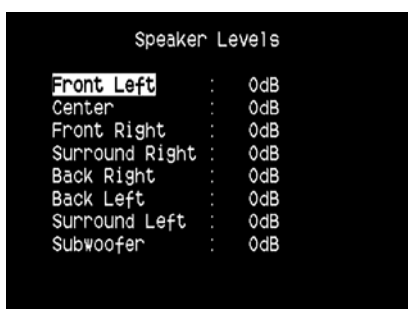 Speaker Levels
Front Left : 0dB
Center : 0dB
Front Right : 0dB
Surround Right : 0dB
Back Right : 0dB
Back Left : 0dB
Surround Left : 0dB
Subwoofer : 0dB